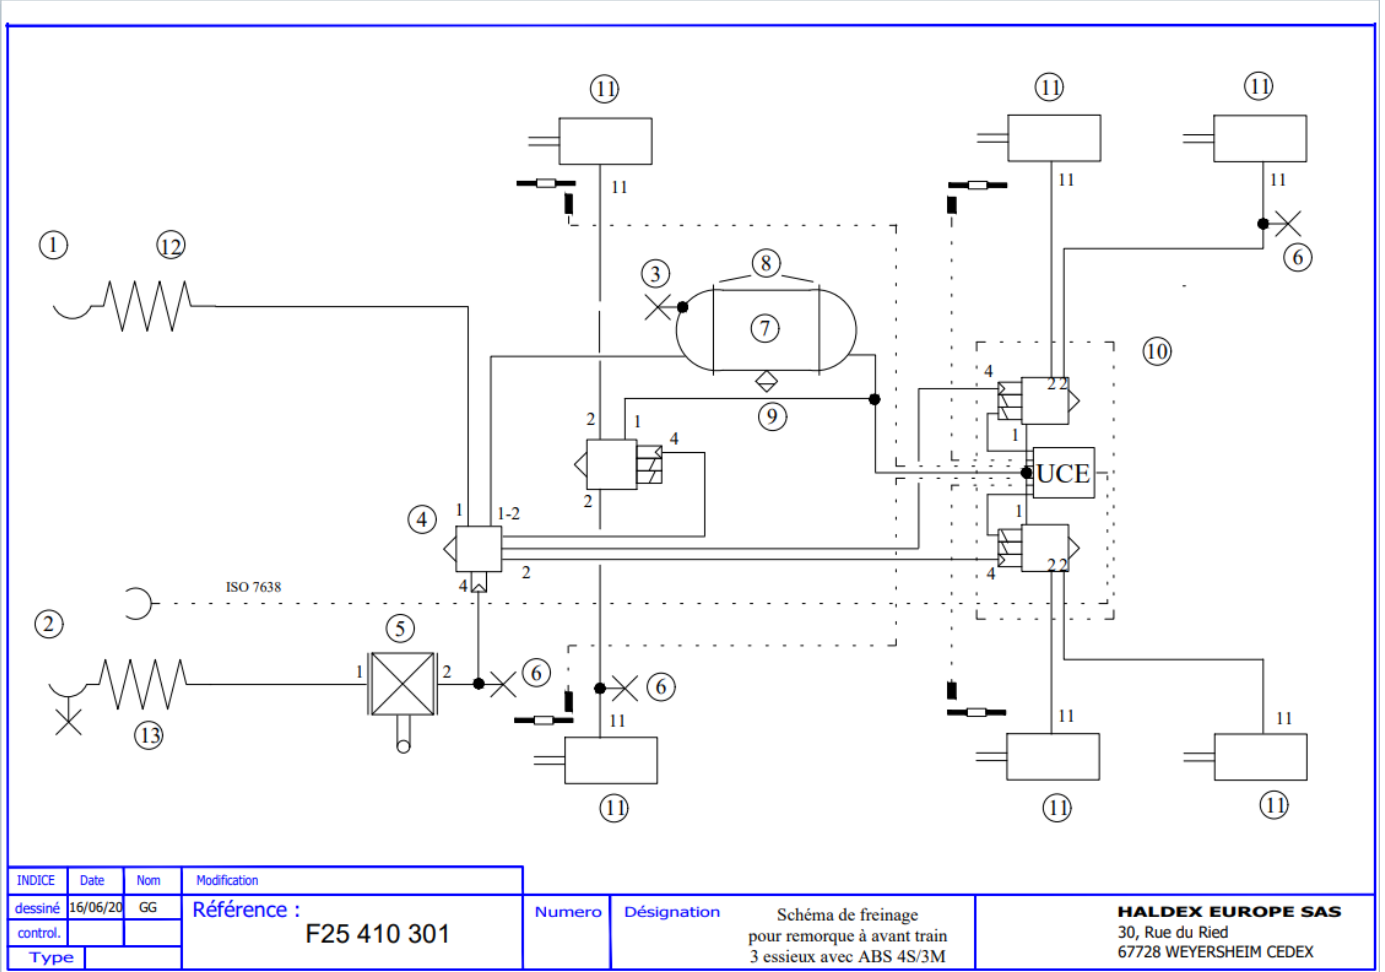 11
11
11
11
11
11
1
12
8
3
6
7
10
4
9
2
1
2 2
4
1
UCE
2
4
1
1-2
1
2
4
2 2
4
ISO 7638
2
5
1
2
6
6
13
11
11
11
11
11
11
INDICE Date Nom Modification
dessiné 16/06/20 GG
control.
Type
Référence :
F25 410 301
Numero
Désignation
Schéma de freinage
pour remorque à avant train
3 essieux avec ABS 4S/3M
HALDEX EUROPE SAS
30, Rue du Ried
67728 WEYERSHEIM CEDEX